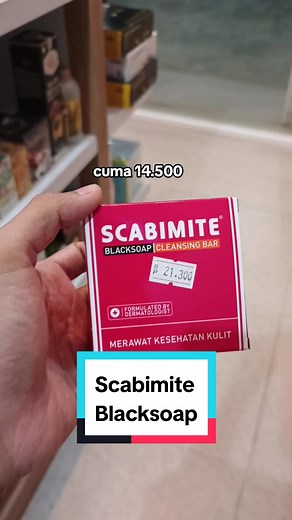 cuma 14.500
SCABIMITE®
BLACKSOAP CLEANSING BAR
21.300
FORMULATED BY
DERMATOLOGIST
MERAWAT KESEHATAN KULIT
Scabimite
Blacksoap